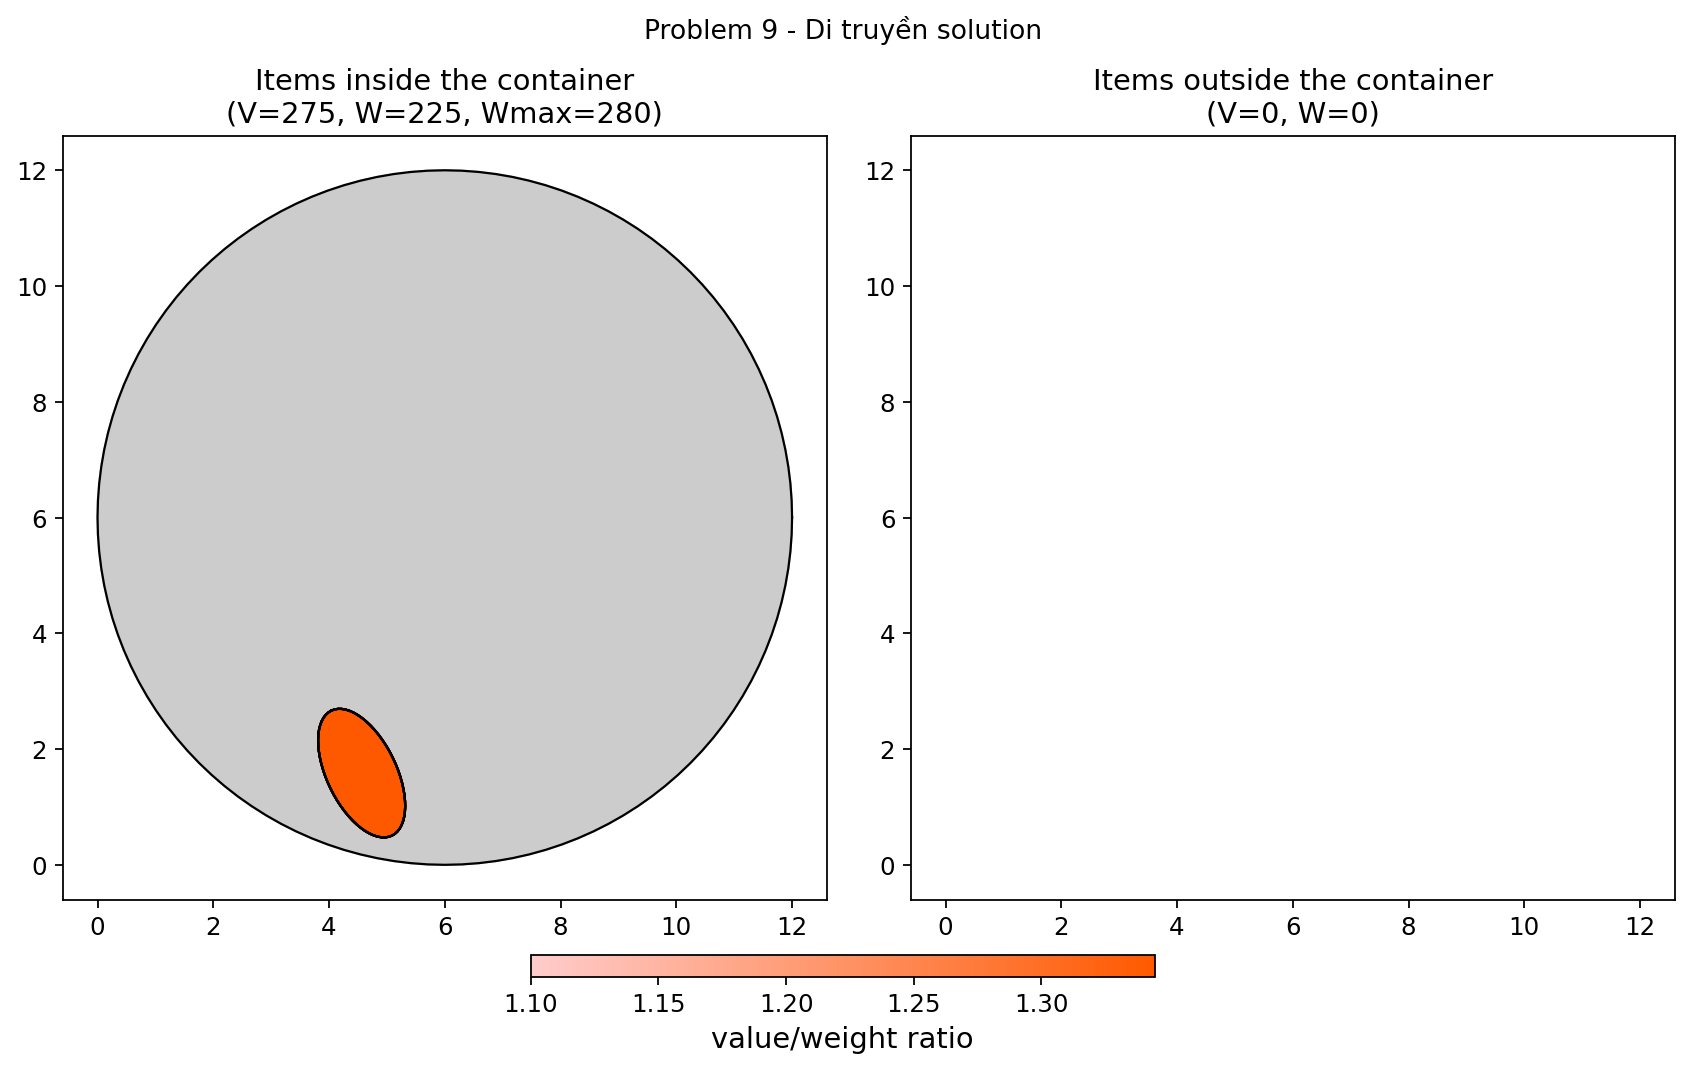 Problem 9 - Di truyền solution
Items inside the container
(V=275, W=225, Wmax=280)
Items outside the container
(V=0, W=0)
12
10
8
6
4
2
0
0 2 4 6 8 10 12
12
10
8
6
4
2
0
0 2 4 6 8 10 12
1.10 1.15 1.20 1.25 1.30
value/weight ratio